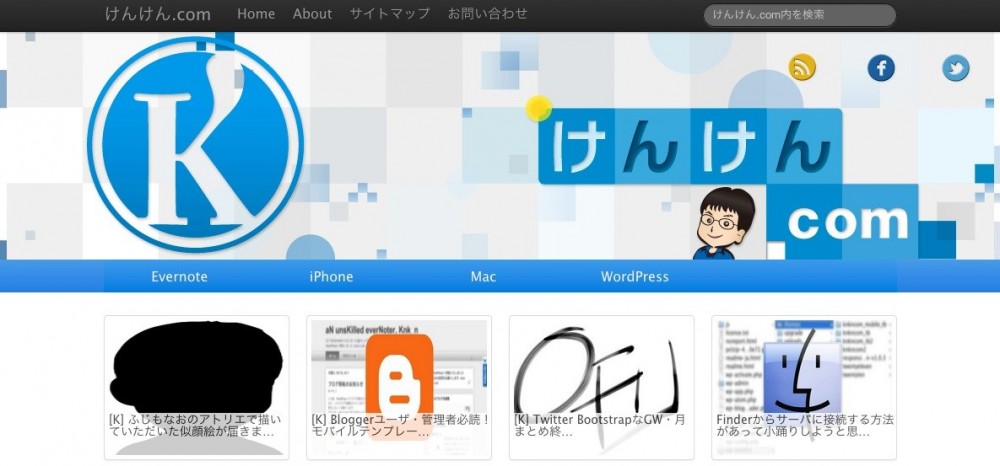 けんけん.com Home About サイトマップ お問い合わせ けんけん.com内を検索
K
けんけん
com
Evernote iPhone Mac WordPress
[K] ふじもなおのアトリエで描い
ていただいた似顔絵が届きま…
aN unsKilled everNoter, Knk_n
[K] Bloggerユーザ・管理者必読！
モバイルテンプレー…
[K] Twitter BootstrapなGW・月
まとめ終…
Finderからサーバに接続する方法
があって小踊りしようと思…